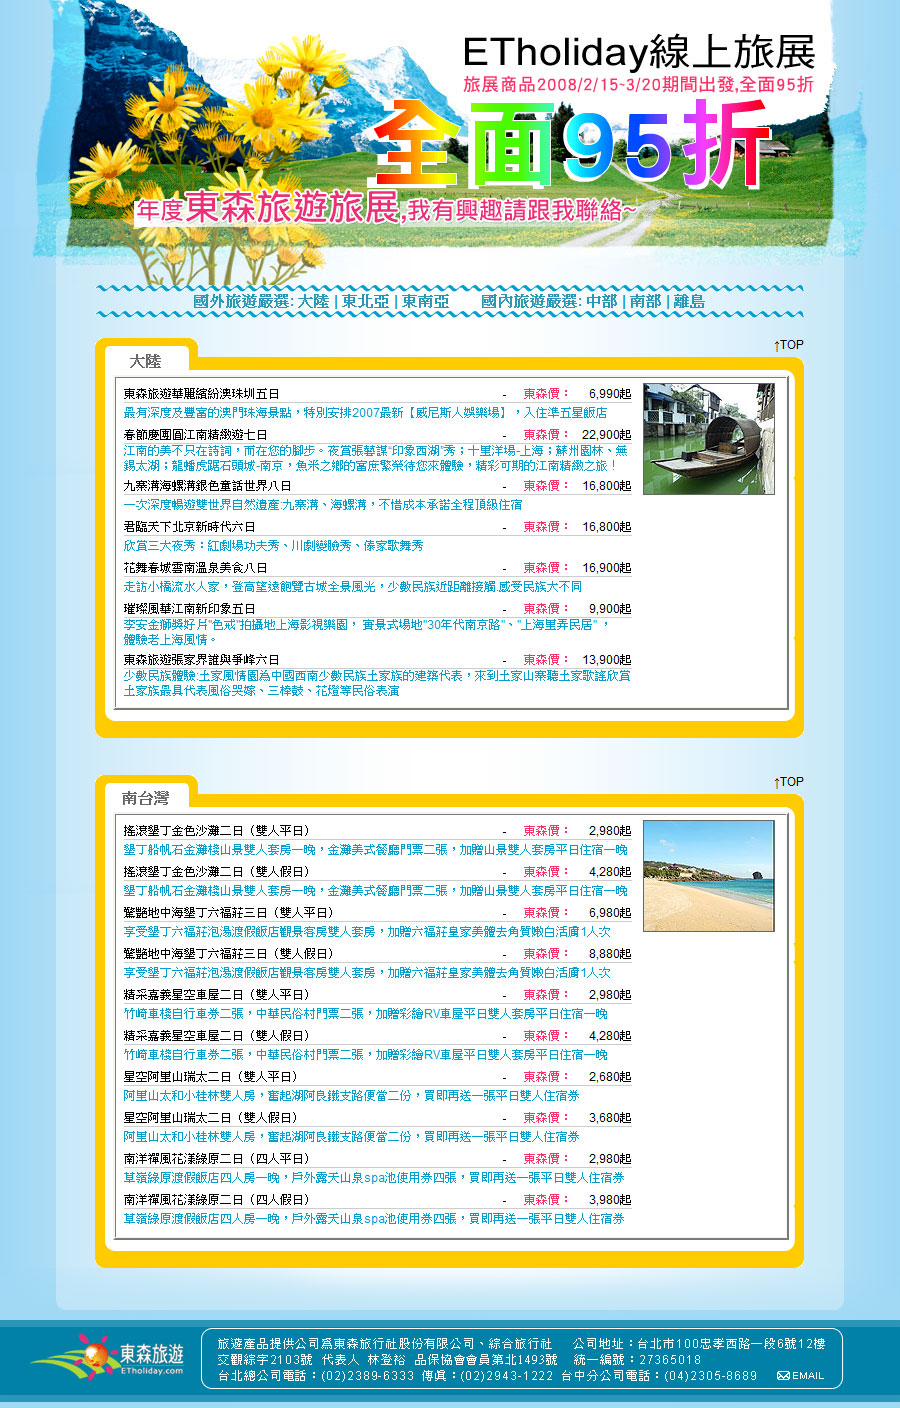 ETholiday線上旅展
旅展商品2008/2/15~3/20期間出發,全面95折
全面95折
年度東森旅遊旅展,我有興趣請跟我聯絡~
國外旅遊嚴選: 大陸 | 東北亞 | 東南亞 國內旅遊嚴選: 中部 | 南部 | 離島
↑TOP
大陸
東森旅遊華麗繽紛澳珠圳五日 - 東森價： 6,990起
最有深度及豐富的澳門珠海景點，特別安排2007最新【威尼斯人娛樂場】，入住準五星飯店
春節慶團圓江南精緻遊七日 - 東森價： 22,900起
江南的美不只在詩詞，而在您的腳步。夜賞張藝謀"印象西湖"秀；十里洋場-上海；蘇州園林、無
錫太湖；龍蟠虎踞石頭城-南京，魚米之鄉的富庶繁榮待您來體驗，精彩可期的江南精緻之旅！
九寨溝海螺溝銀色童話世界八日 - 東森價： 16,800起
一次深度暢遊雙世界自然遺產:九寨溝、海螺溝，不惜成本承諾全程頂級住宿
君臨天下北京新時代六日 - 東森價： 16,800起
欣賞三大夜秀：紅劇場功夫秀、川劇變臉秀、傣家歌舞秀
花舞春城雲南溫泉美食八日 - 東森價： 16,900起
走訪小橋流水人家，登高望遠飽覽古城全景風光，少數民族近距離接觸.感受民族大不同
璀璨風華江南新印象五日 - 東森價： 9,900起
李安金獅獎好片"色戒"拍攝地上海影視樂園， 實景式場地"30年代南京路"、"上海里弄民居"，
體驗老上海風情。
東森旅遊張家界誰與爭峰六日 - 東森價： 13,900起
少數民族體驗:土家風情園為中國西南少數民族土家族的建築代表，來到土家山寨聽土家歌謠欣賞
土家族最具代表風俗哭嫁、三棒鼓、花燈等民俗表演
↑TOP
南台灣
搖滾墾丁金色沙灘二日（雙人平日） - 東森價： 2,980起
墾丁船帆石金灘棧山景雙人套房一晚，金灘美式餐廳門票二張，加贈山景雙人套房平日住宿一晚
搖滾墾丁金色沙灘二日（雙人假日） - 東森價： 4,280起
墾丁船帆石金灘棧山景雙人套房一晚，金灘美式餐廳門票二張，加贈山景雙人套房平日住宿一晚
驚艷地中海墾丁六福莊三日（雙人平日） - 東森價： 6,980起
享受墾丁六福莊泡湯渡假飯店觀景客房雙人套房，加贈六福莊皇家美體去角質嫩白活膚1人次
驚艷地中海墾丁六福莊三日（雙人假日） - 東森價： 8,880起
享受墾丁六福莊泡湯渡假飯店觀景客房雙人套房，加贈六福莊皇家美體去角質嫩白活膚1人次
精采嘉義星空車屋二日（雙人平日） - 東森價： 2,980起
竹崎車棧自行車券二張，中華民俗村門票二張，加贈彩繪RV車屋平日雙人套房平日住宿一晚
精采嘉義星空車屋二日（雙人假日） - 東森價： 4,280起
竹崎車棧自行車券二張，中華民俗村門票二張，加贈彩繪RV車屋平日雙人套房平日住宿一晚
星空阿里山瑞太二日（雙人平日） - 東森價： 2,680起
阿里山太和小桂林雙人房，奮起湖阿良鐵支路便當二份，買即再送一張平日雙人住宿券
星空阿里山瑞太二日（雙人假日） - 東森價： 3,680起
阿里山太和小桂林雙人房，奮起湖阿良鐵支路便當二份，買即再送一張平日雙人住宿券
南洋禪風花漾綠原二日（四人平日） - 東森價： 2,980起
草嶺綠原渡假飯店四人房一晚，戶外露天山泉spa池使用券四張，買即再送一張平日雙人住宿券
南洋禪風花漾綠原二日（四人假日） - 東森價： 3,980起
草嶺綠原渡假飯店四人房一晚，戶外露天山泉spa池使用券四張，買即再送一張平日雙人住宿券
東森旅遊
ETholiday.com
旅遊產品提供公司爲東森旅行社股份有限公司、綜合旅行社 公司地址：台北市100忠孝西路一段6號12樓
交觀綜字2103號 代表人 林登裕 品保協會會員第北1493號 統一編號：27365018
台北總公司電話：(02)2389-6333 傳真：(02)2943-1222 台中分公司電話：(04)2305-8689 EMAIL